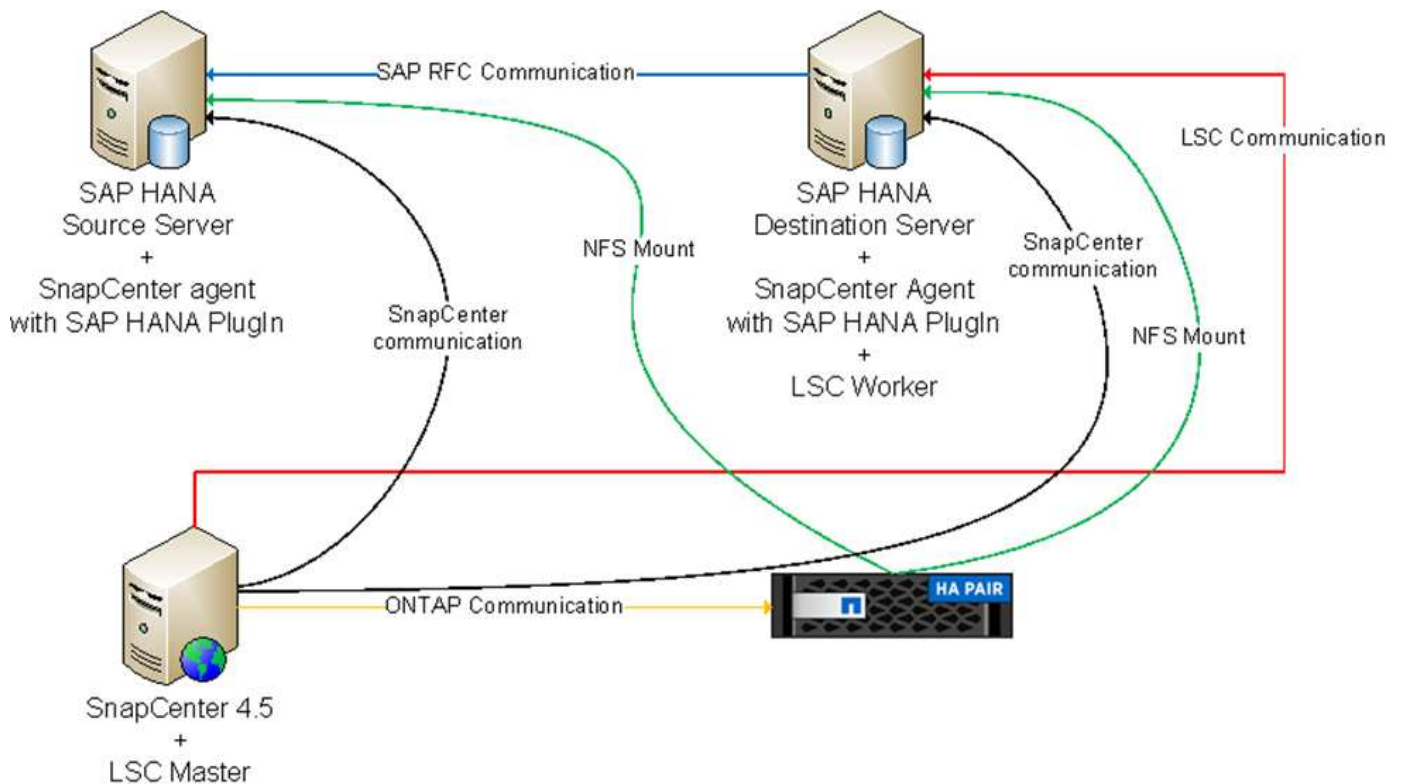 SAP RFC Communication
LSC Communication
SAP HANA
Source Server
+
SnapCenter agent
with SAP HANA PlugIn
NFS Mount
SnapCenter
communication
SAP HANA
Destination Server
+
SnapCenter Agent
with SAP HANA PlugIn
+
LSC Worker
SnapCenter
communication
NFS Mount
ONTAP Communication
HA PAIR
SnapCenter 4.5
+
LSC Master